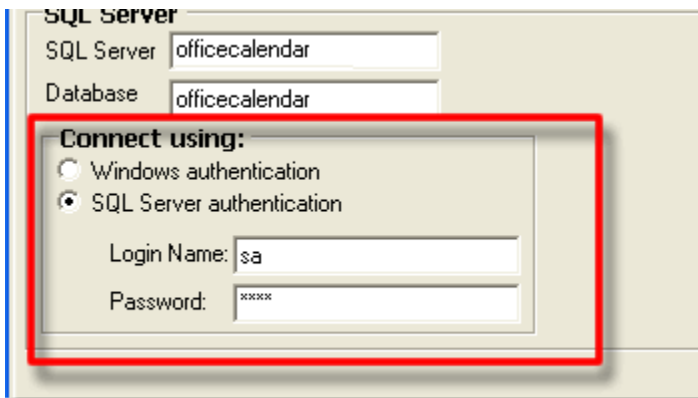 SQL Server
SQL Server officecalendar
Database officecalendar
Connect using:
Windows authentication
SQL Server authentication
Login Name: sa
Password: ****